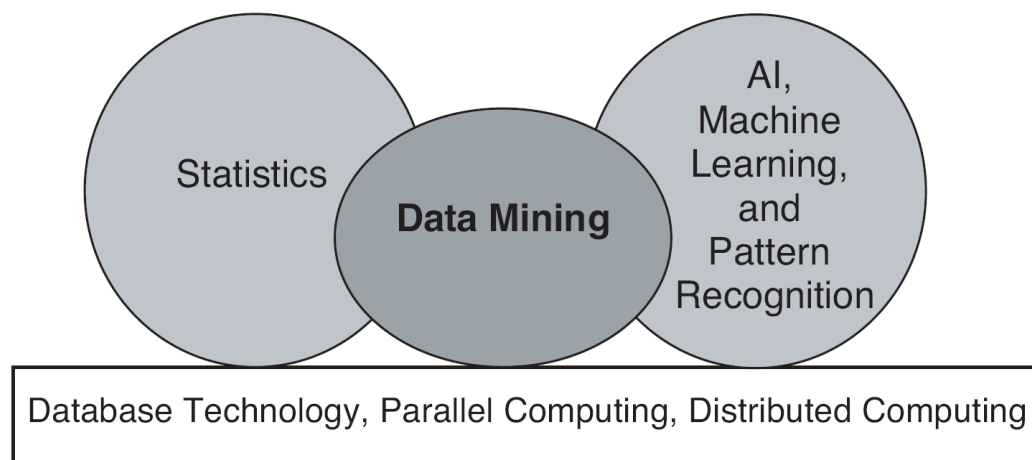 Statistics
Data Mining
AI,
Machine
Learning,
and
Pattern
Recognition
Database Technology, Parallel Computing, Distributed Computing